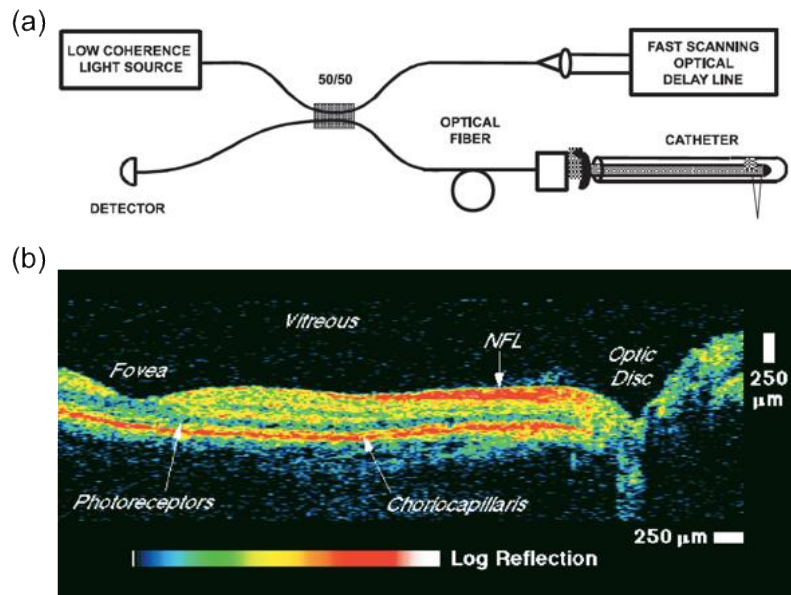 (a)
LOW COHERENCE
LIGHT SOURCE
50/50
FAST SCANNING
OPTICAL
DELAY LINE
OPTICAL
FIBER
CATHETER
DETECTOR
(b)
Vitreous
NFL
Fovea
Optic
Disc
250
µm
Photoreceptors
Choriocapillaris
250 µm
Log Reflection